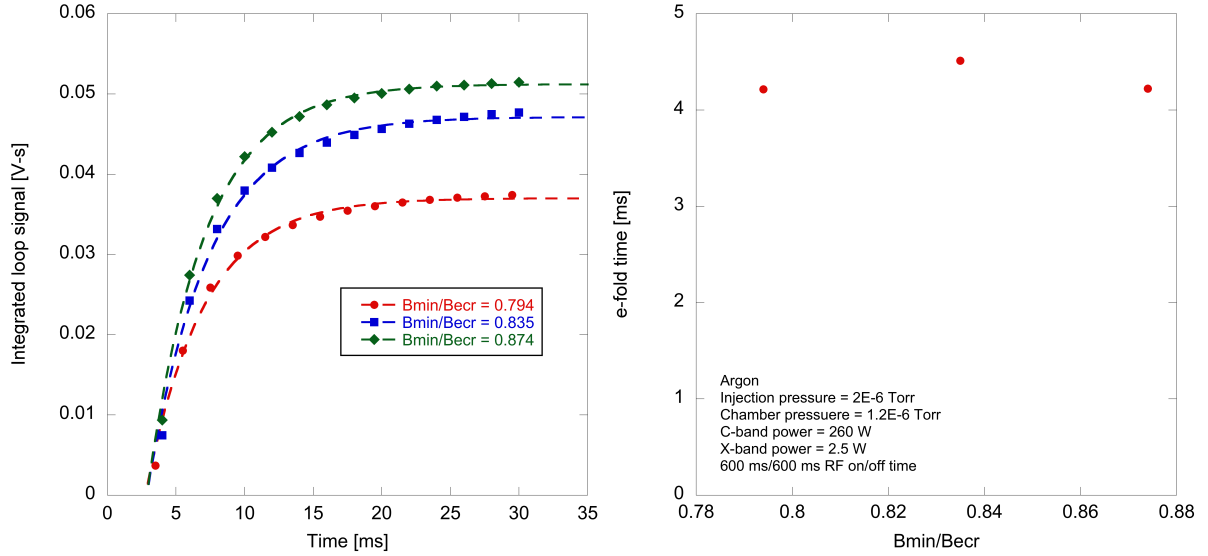 0.06
0.05
0.04
0.03
0.02
0.01
0
Integrated loop signal [V-s]
Bmin/Becr = 0.794
Bmin/Becr = 0.835
Bmin/Becr = 0.874
0 5 10 15 20 25 30 35
Time [ms]
5
4
3
2
1
0
e-fold time [ms]
Argon
Injection pressure = 2E-6 Torr
Chamber pressuere = 1.2E-6 Torr
C-band power = 260 W
X-band power = 2.5 W
600 ms/600 ms RF on/off time
0.78 0.8 0.82 0.84 0.86 0.88
Bmin/Becr